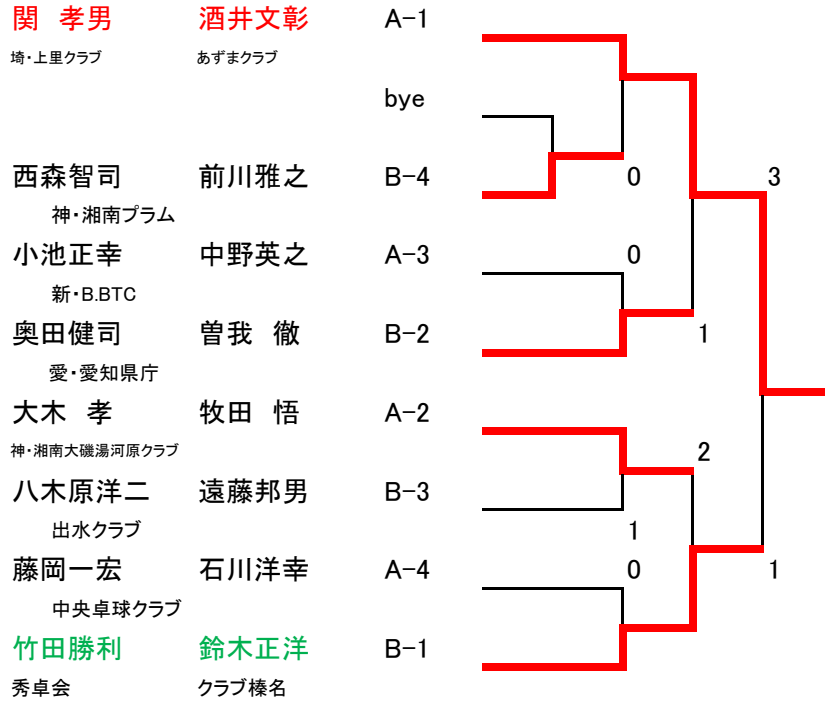 関 孝男 酒井文彰 A-1
埼・上里クラブ あずまクラブ
bye
西森智司 前川雅之 B-4 0 3
神・湘南プラム
小池正幸 中野英之 A-3 0
新・B.BTC
奥田健司 曽我 徹 B-2 1
愛・愛知県庁
大木 孝 牧田 悟 A-2
神・湘南大磯湯河原クラブ 2
八木原洋二 遠藤邦男 B-3
出水クラブ 1
藤岡一宏 石川洋幸 A-4 0 1
中央卓球クラブ
竹田勝利 鈴木正洋 B-1
秀卓会 クラブ榛名